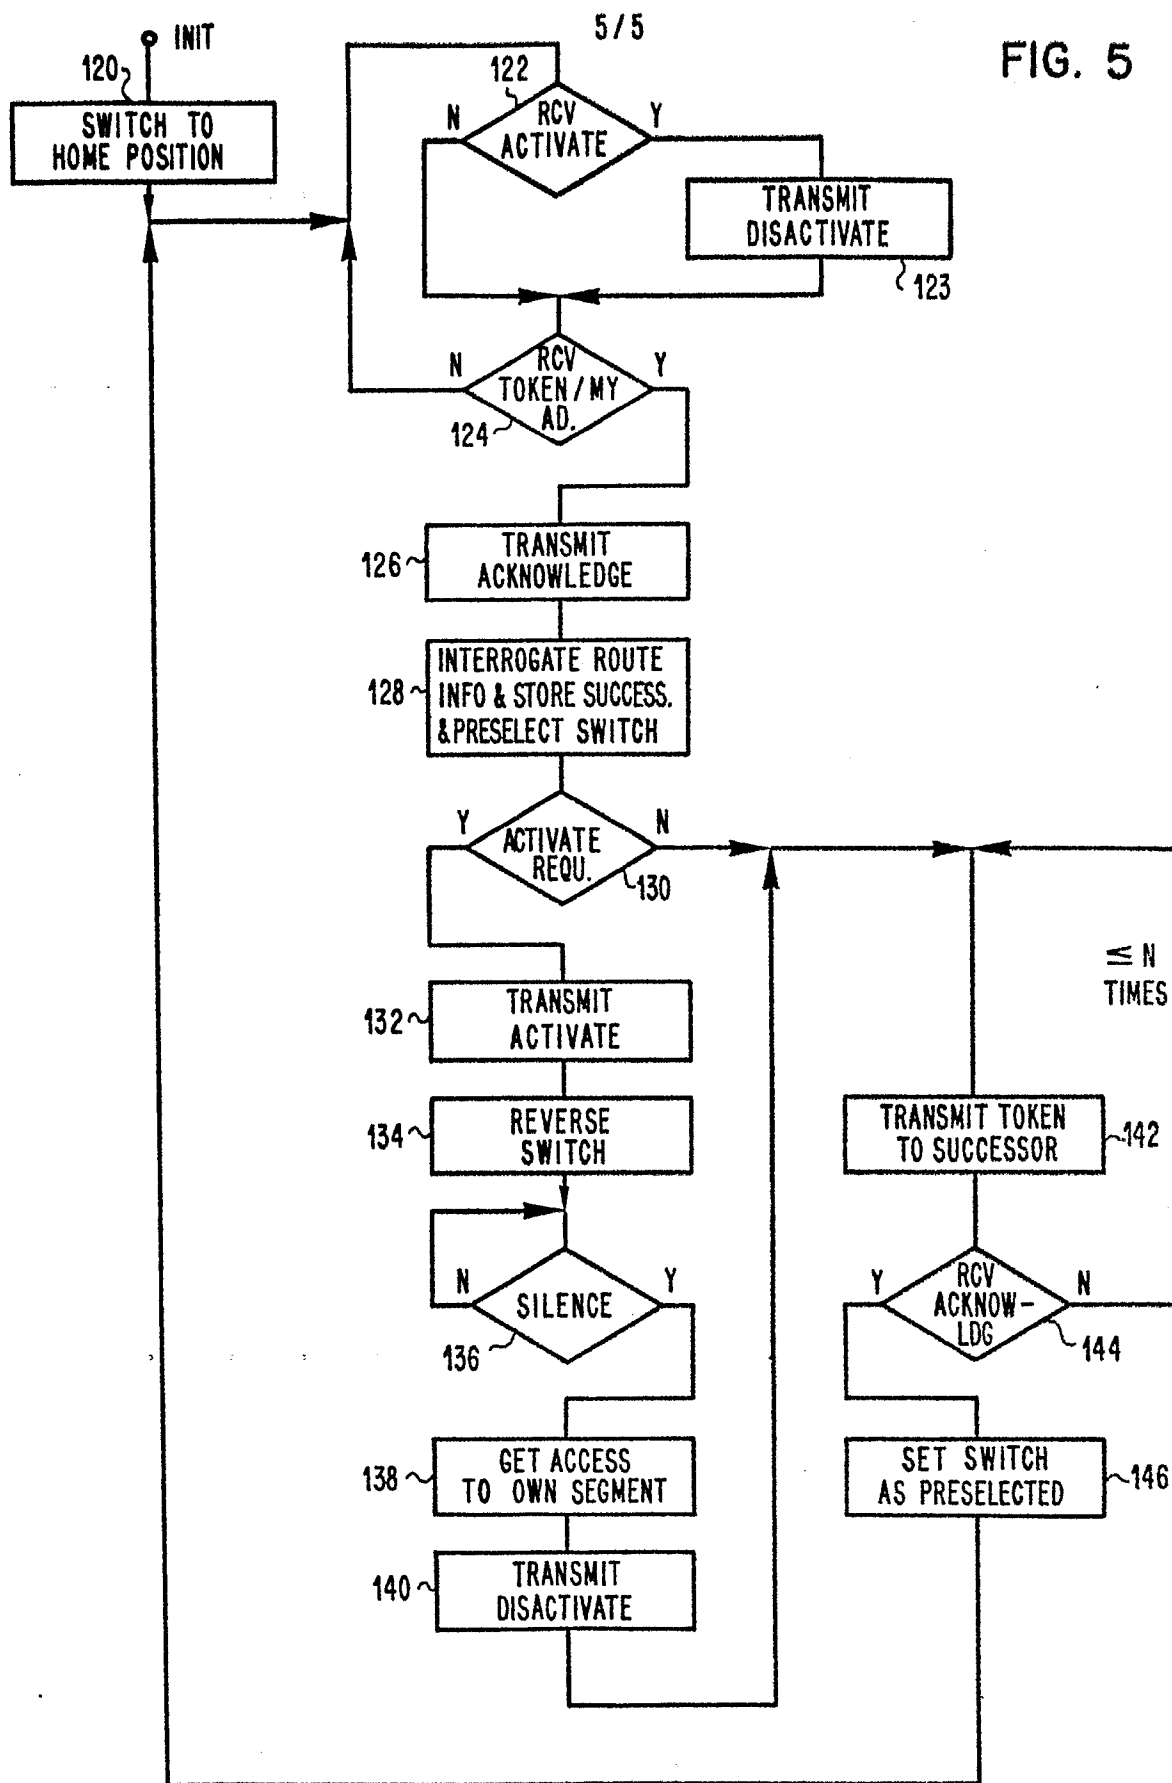 5/5
FIG. 5
INIT
120
SWITCH TO
HOME POSITION
122
RCV
ACTIVATE
N
Y
TRANSMIT
DISACTIVATE
123
RCV
TOKEN/MY
AD.
N
Y
124
126
TRANSMIT
ACKNOWLEDGE
128
INTERROGATE ROUTE
INFO & STORE SUCCESS.
& PRESELECT SWITCH
Y
N
ACTIVATE
REQU.
130
≤ N
TIMES
132
TRANSMIT
ACTIVATE
134
REVERSE
SWITCH
N
Y
SILENCE
136
138
GET ACCESS
TO OWN SEGMENT
140
TRANSMIT
DISACTIVATE
TRANSMIT TOKEN
TO SUCCESSOR
142
Y
N
RCV
ACKNOW-
LDG
144
SET SWITCH
AS PRESELECTED
146